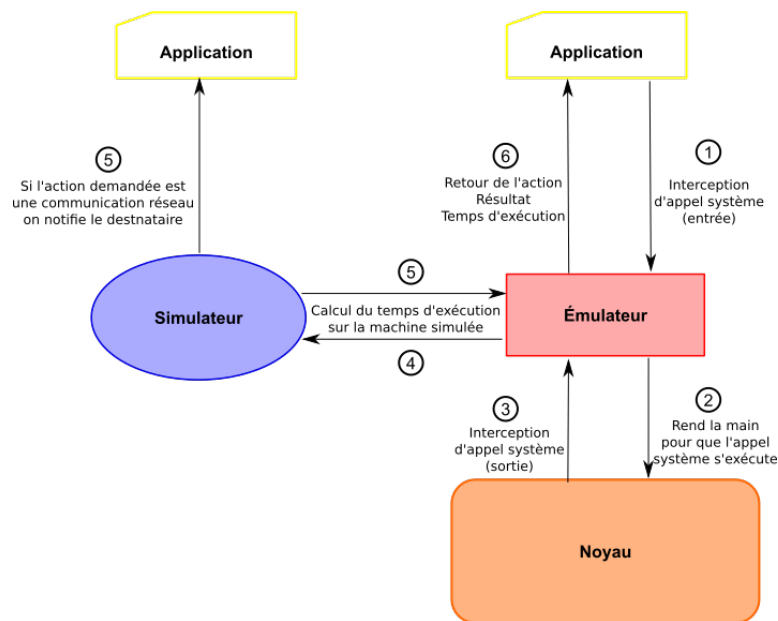 Application
Application
5
Si l'action demandée est
une communication réseau
on notifie le destnataire
6
Retour de l'action
Résultat
Temps d'exécution
1
Interception
d'appel système
(entrée)
Simulateur
5
Calcul du temps d'exécution
sur la machine simulée
4
Émulateur
3
Interception
d'appel système
(sortie)
2
Rend la main
pour que l'appel
système s'exécute
Noyau